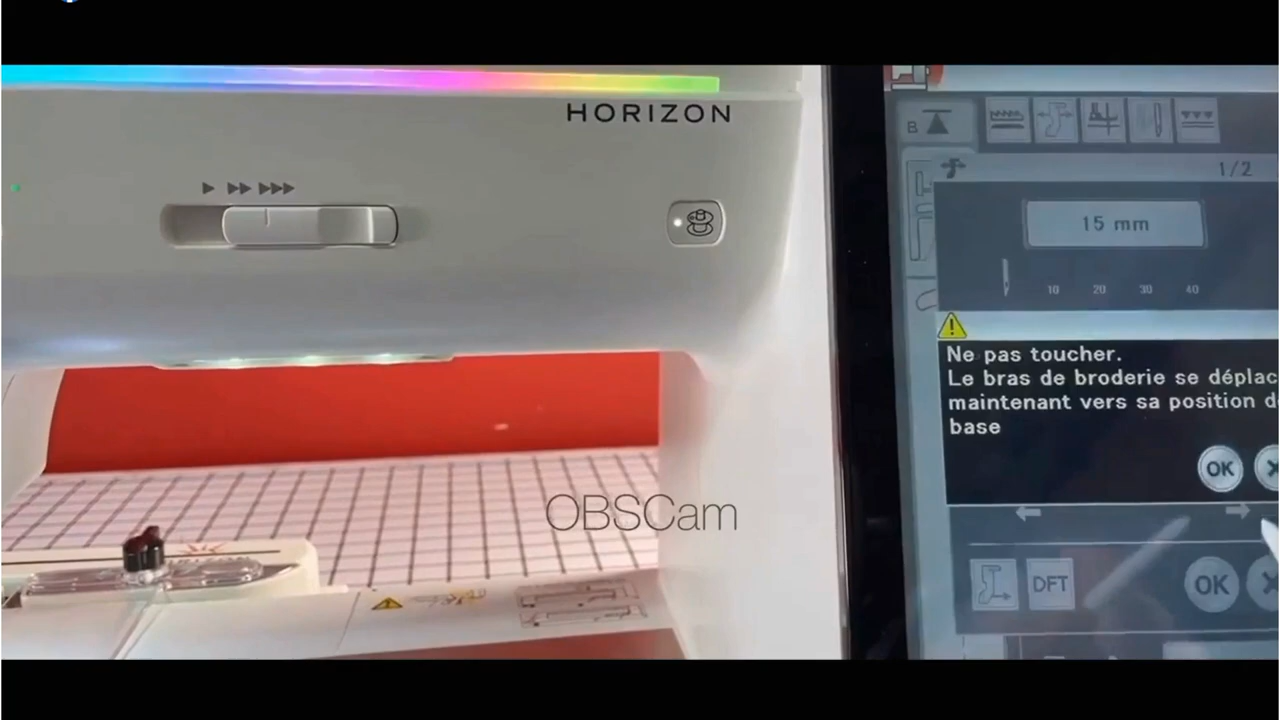 HORIZON
B
1/2
15 mm
10 20 30 40
Ne pas toucher.
Le bras de broderie se déplac
maintenant vers sa position d
base
OK
OBSCam
DFT
OK